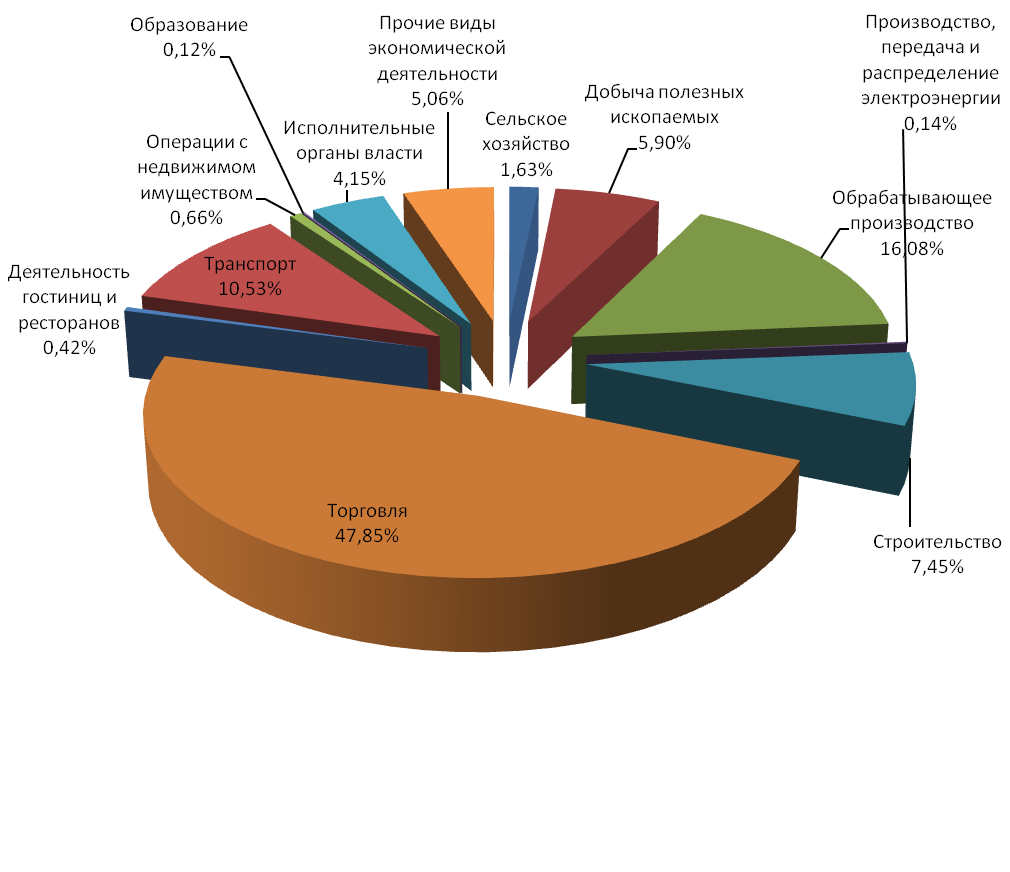 Образование
0,12%
Прочие виды
экономической
деятельности
5,06%
Производство,
передача и
распределение
электроэнергии
0,14%
Добыча полезных
ископаемых
5,90%
Сельское
хозяйство
1,63%
Исполнительные
органы власти
4,15%
Операции с
недвижимом
имуществом
0,66%
Обрабатывающее
производство
16,08%
Транспорт
10,53%
Деятельность
гостиниц и
ресторанов
0,42%
Торговля
47,85%
Строительство
7,45%